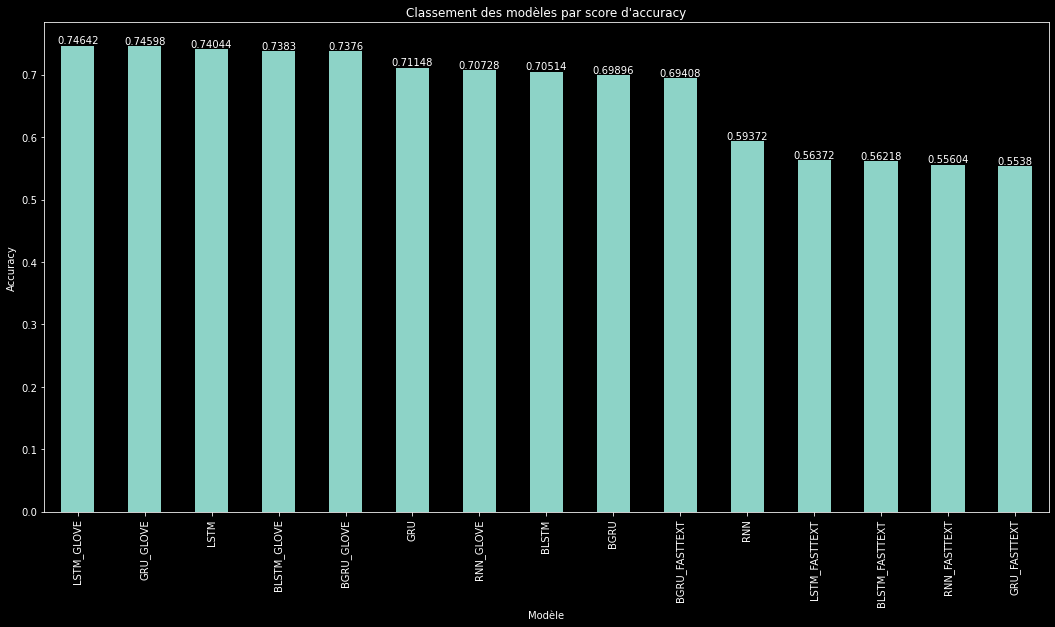 Classement des modèles par score d'accuracy
0.74642
0.74598
0.74044
0.7383
0.7376
0.71148
0.70728
0.70514
0.69896
0.69408
0.59372
0.56372
0.56218
0.55604
0.5538
Accuracy
0.7
0.6
0.5
0.4
0.3
0.2
0.1
0.0
LSTM_GLOVE
GRU_GLOVE
LSTM
BLSTM_GLOVE
BGRU_GLOVE
GRU
RNN_GLOVE
BLSTM
BGRU
BGRU_FASTTEXT
RNN
LSTM_FASTTEXT
BLSTM_FASTTEXT
RNN_FASTTEXT
GRU_FASTTEXT
Modèle